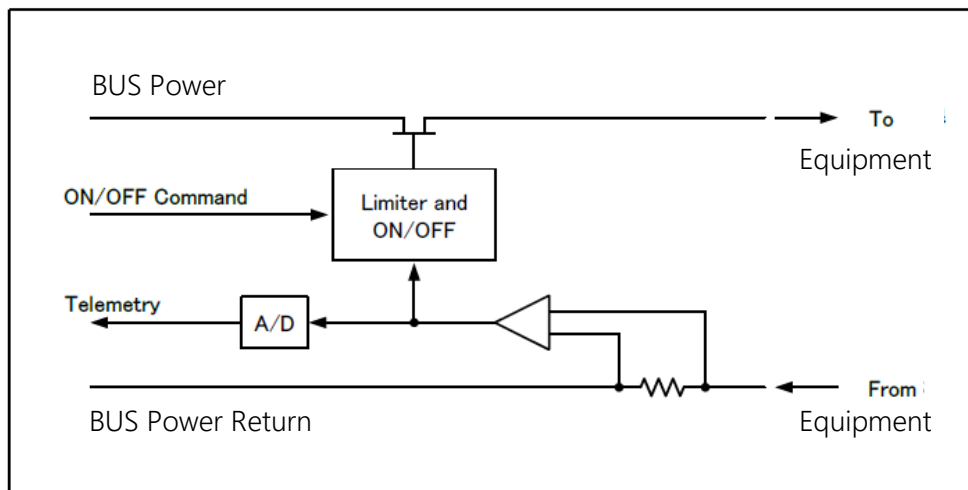 BUS Power
To
Equipment
ON/OFF Command
Limiter and
ON/OFF
Telemetry
A/D
From
BUS Power Return
Equipment